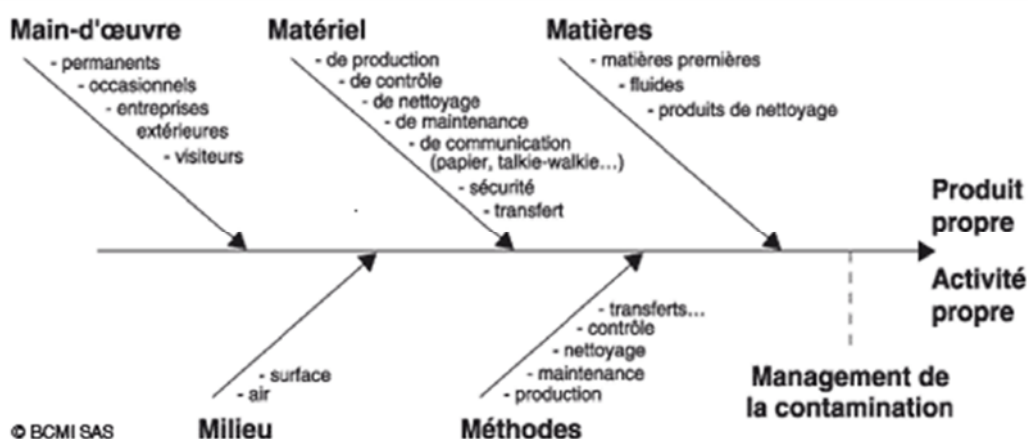 Main-d'œuvre
- permanents
- occasionnels
- entreprises
extérieures
- visiteurs
Matériel
- de production
- de contrôle
- de nettoyage
- de maintenance
- de communication
(papier, talkie-walkie...)
- sécurité
- transfert
Matières
- matières premières
- fluides
- produits de nettoyage
Produit
propre
Activité
propre
- surface
- air
Milieu
- transferts...
- contrôle
- nettoyage
- maintenance
- production
Méthodes
Management de
la contamination
© BCMI SAS